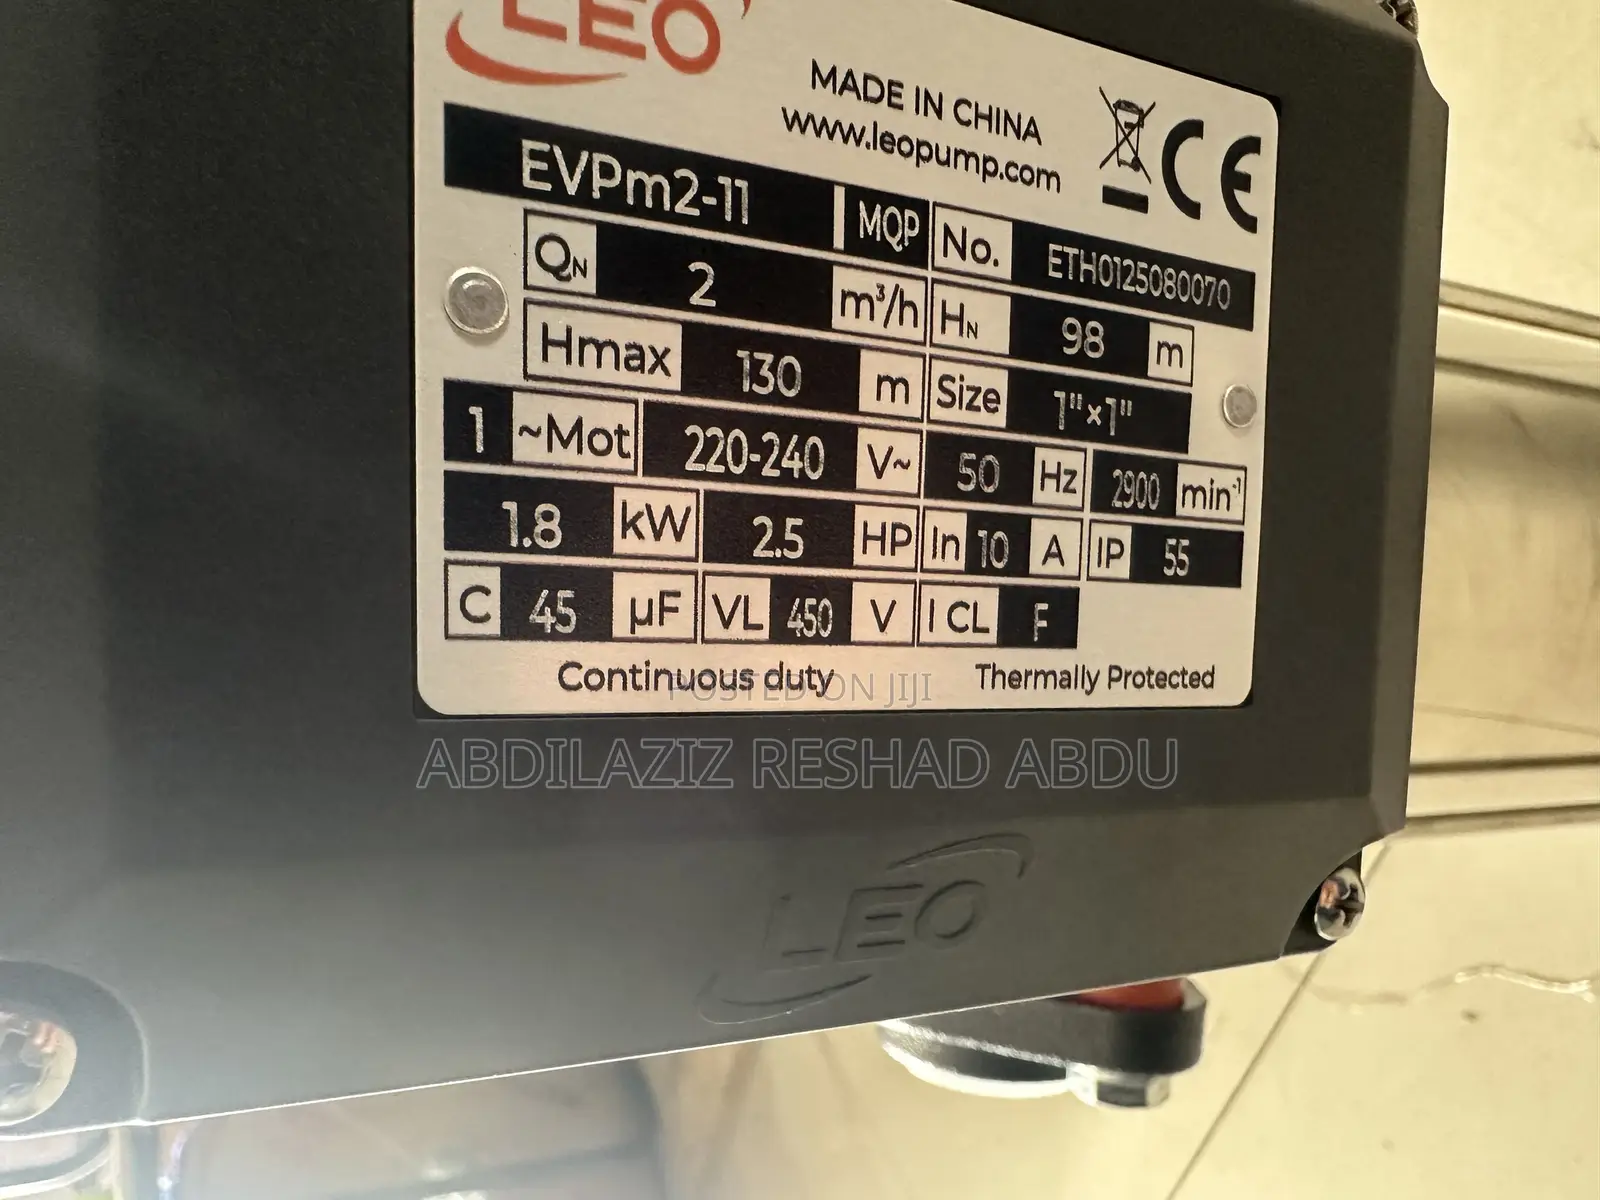 LEO
MADE IN CHINA
www.leopump.com
CE
EVPm2-11 MQP No. ETH0125080070
QN 2 m³/h HN 98 m
Hmax 130 m Size 1"×1"
1 ~Mot 220-240 V~ 50 Hz 2900 min⁻¹
1.8 kW 2.5 HP In 10 A IP 55
C 45 µF VL 450 V I CL F
Continuous duty Thermally Protected
POSTED ON JIJI
ABDILAZIZ RESHAD ABDU
LEO